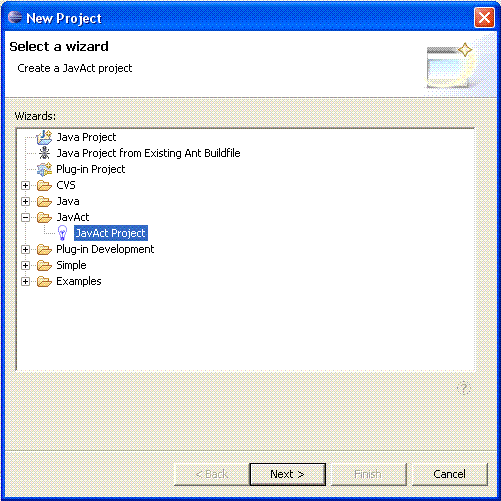 New Project
Select a wizard
Create a JavAct project
Wizards:
Java Project
Java Project from Existing Ant Buildfile
Plug-in Project
CVS
Java
JavAct
JavAct Project
Plug-in Development
Simple
Examples
?
< Back Next > Finish Cancel